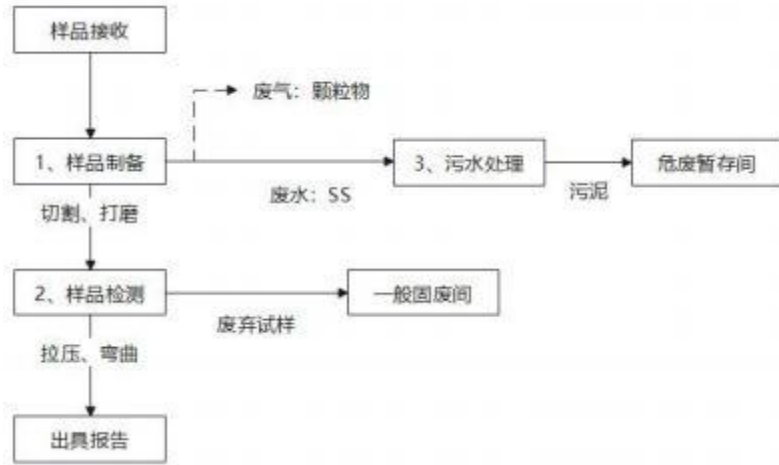 样品接收
废气：颗粒物
1、样品制备
3、污水处理
危废暂存间
废水：SS
污泥
切割、打磨
2、样品检测
一般固废间
废弃试样
拉压、弯曲
出具报告